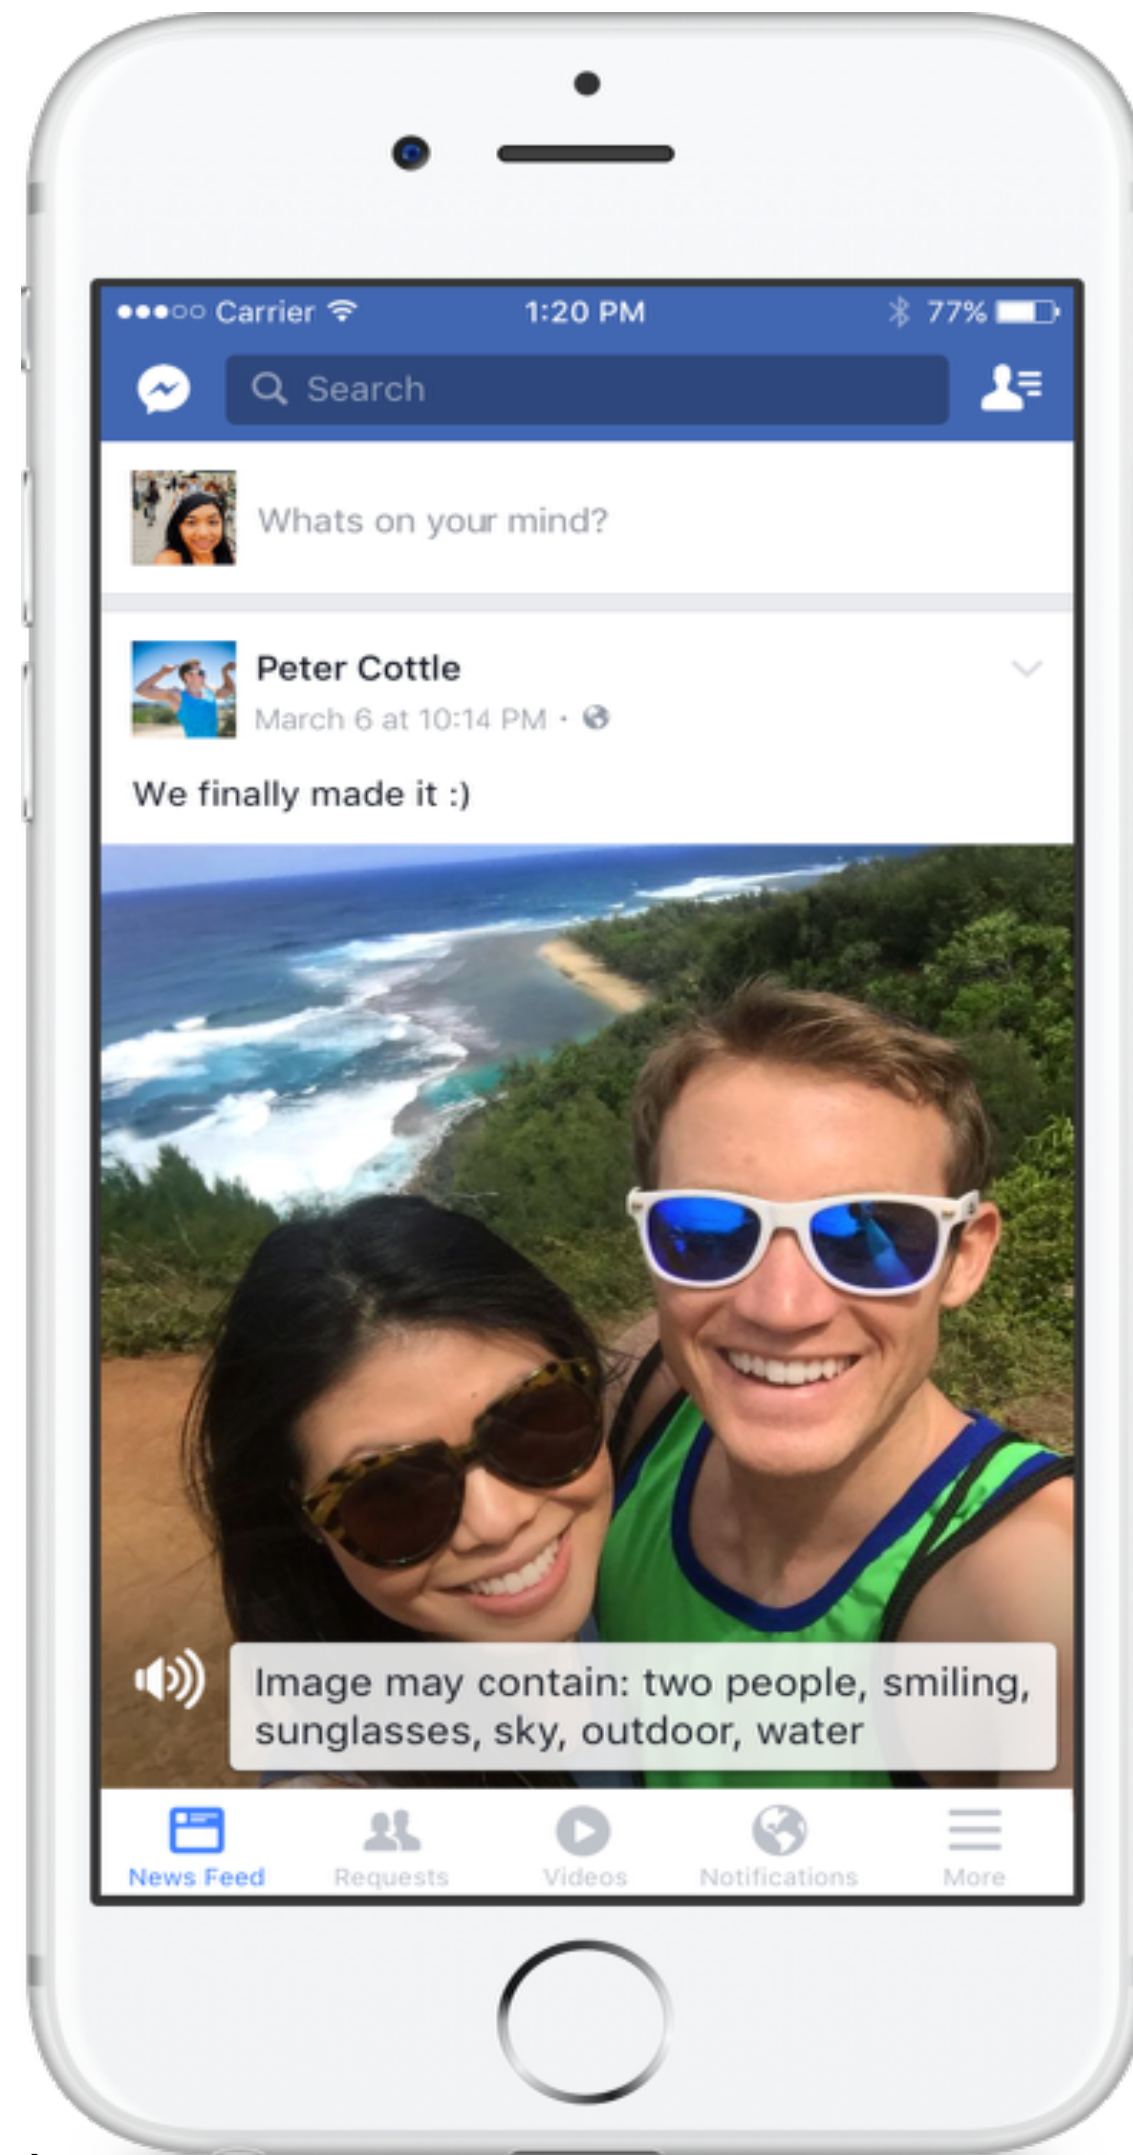 Carrier 1:20 PM 77%
Search
Whats on your mind?
Peter Cottle
March 6 at 10:14 PM ·
We finally made it :)
Image may contain: two people, smiling,
sunglasses, sky, outdoor, water
News Feed Requests Videos Notifications More